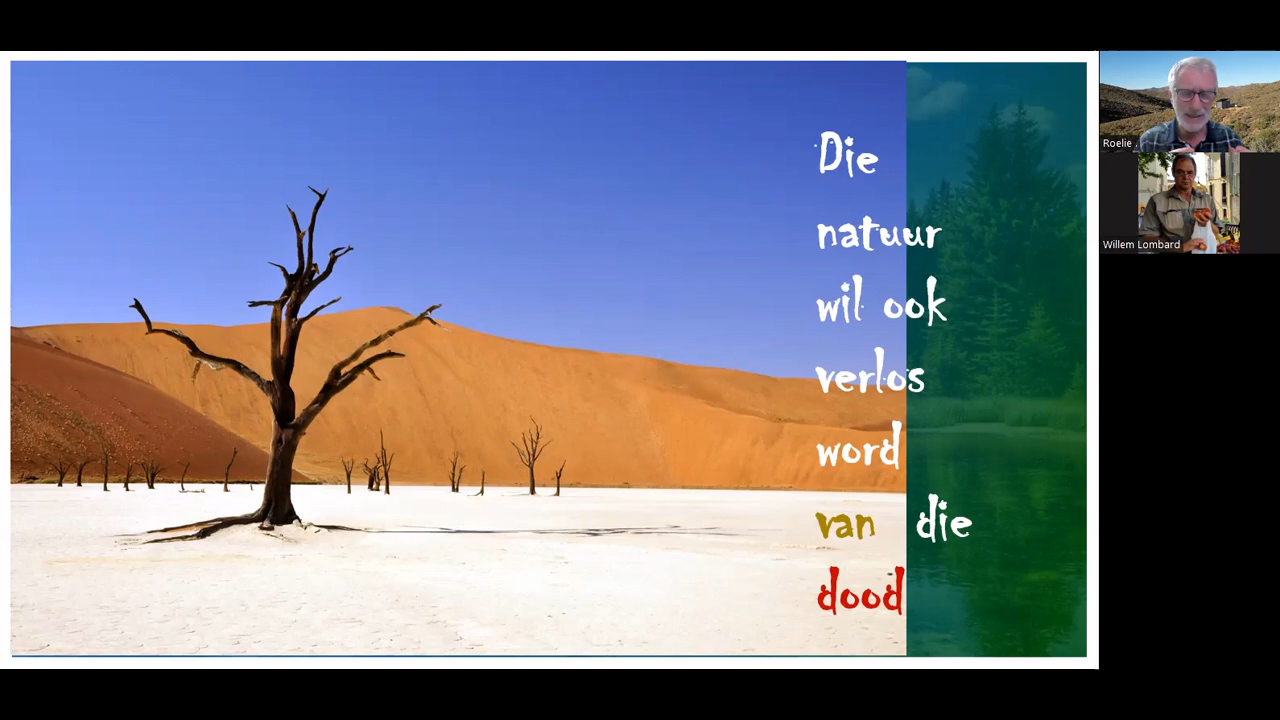 Die
natuur
wil ook
verlos
word
van die
dood
Roelie .
Willem Lombard